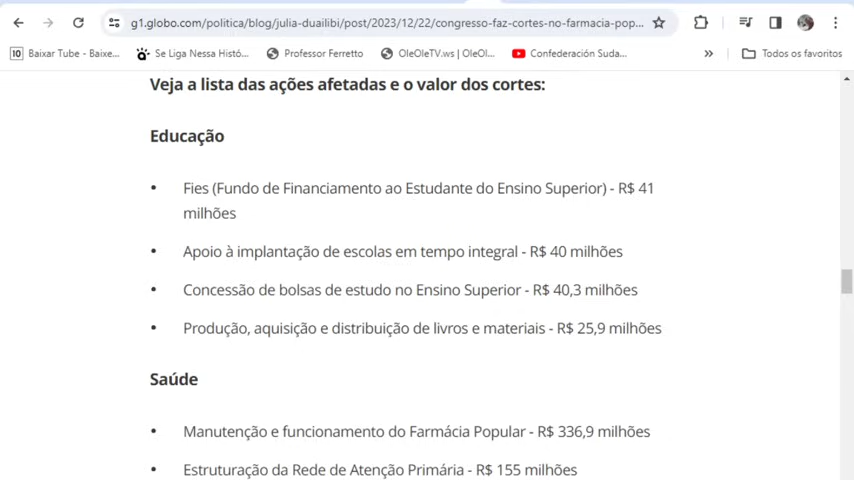 g1.globo.com/politica/blog/julia-duailibi/post/2023/12/22/congresso-faz-cortes-no-farmacia-pop...
10 Baixar Tube - Baixe...
Se Liga Nessa Histó...
Professor Ferretto
OleOleTV.ws | OleOl...
Confederación Suda...
»
Todos os favoritos
Veja a lista das ações afetadas e o valor dos cortes:
Educação
• Fies (Fundo de Financiamento ao Estudante do Ensino Superior) - R$ 41
milhões
• Apoio à implantação de escolas em tempo integral - R$ 40 milhões
• Concessão de bolsas de estudo no Ensino Superior - R$ 40,3 milhões
• Produção, aquisição e distribuição de livros e materiais - R$ 25,9 milhões
Saúde
• Manutenção e funcionamento do Farmácia Popular - R$ 336,9 milhões
• Estruturação da Rede de Atenção Primária - R$ 155 milhões